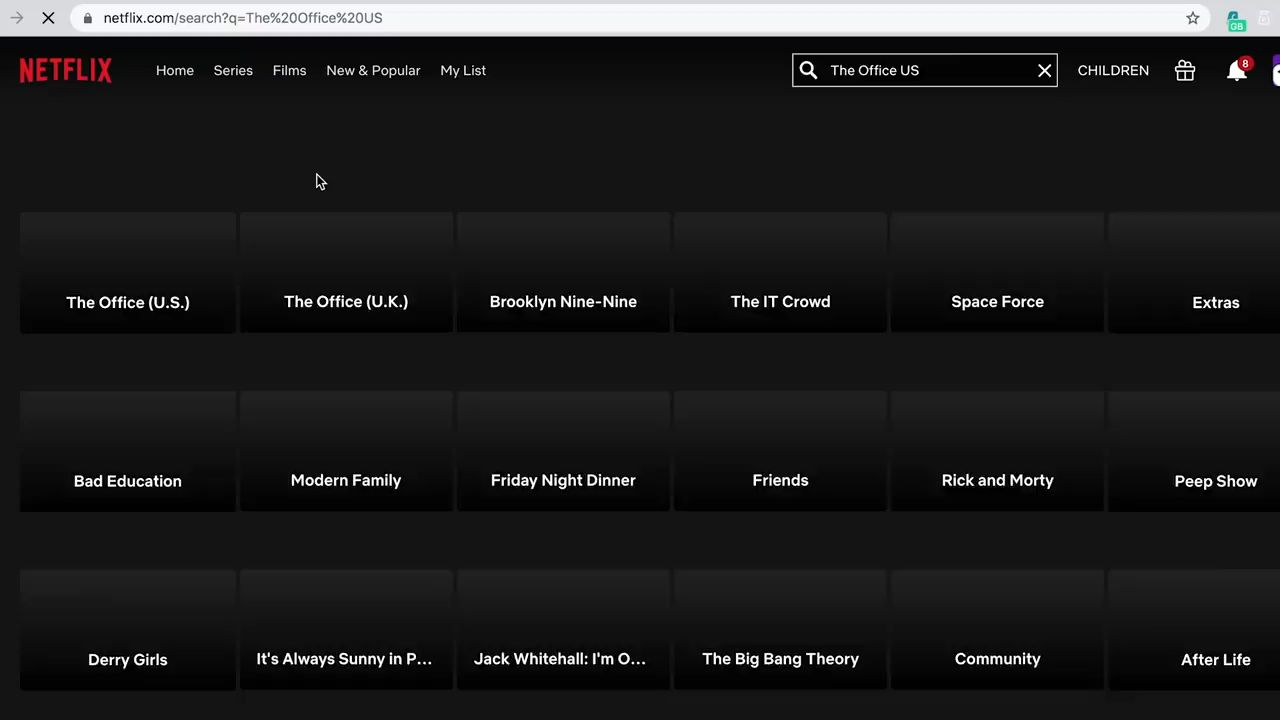 netflix.com/search?q=The%20Office%20US
GB
NETFLIX Home Series Films New & Popular My List The Office US CHILDREN 8
The Office (U.S.) The Office (U.K.) Brooklyn Nine-Nine The IT Crowd Space Force Extras
Bad Education Modern Family Friday Night Dinner Friends Rick and Morty Peep Show
Derry Girls It's Always Sunny in P... Jack Whitehall: I'm O... The Big Bang Theory Community After Life